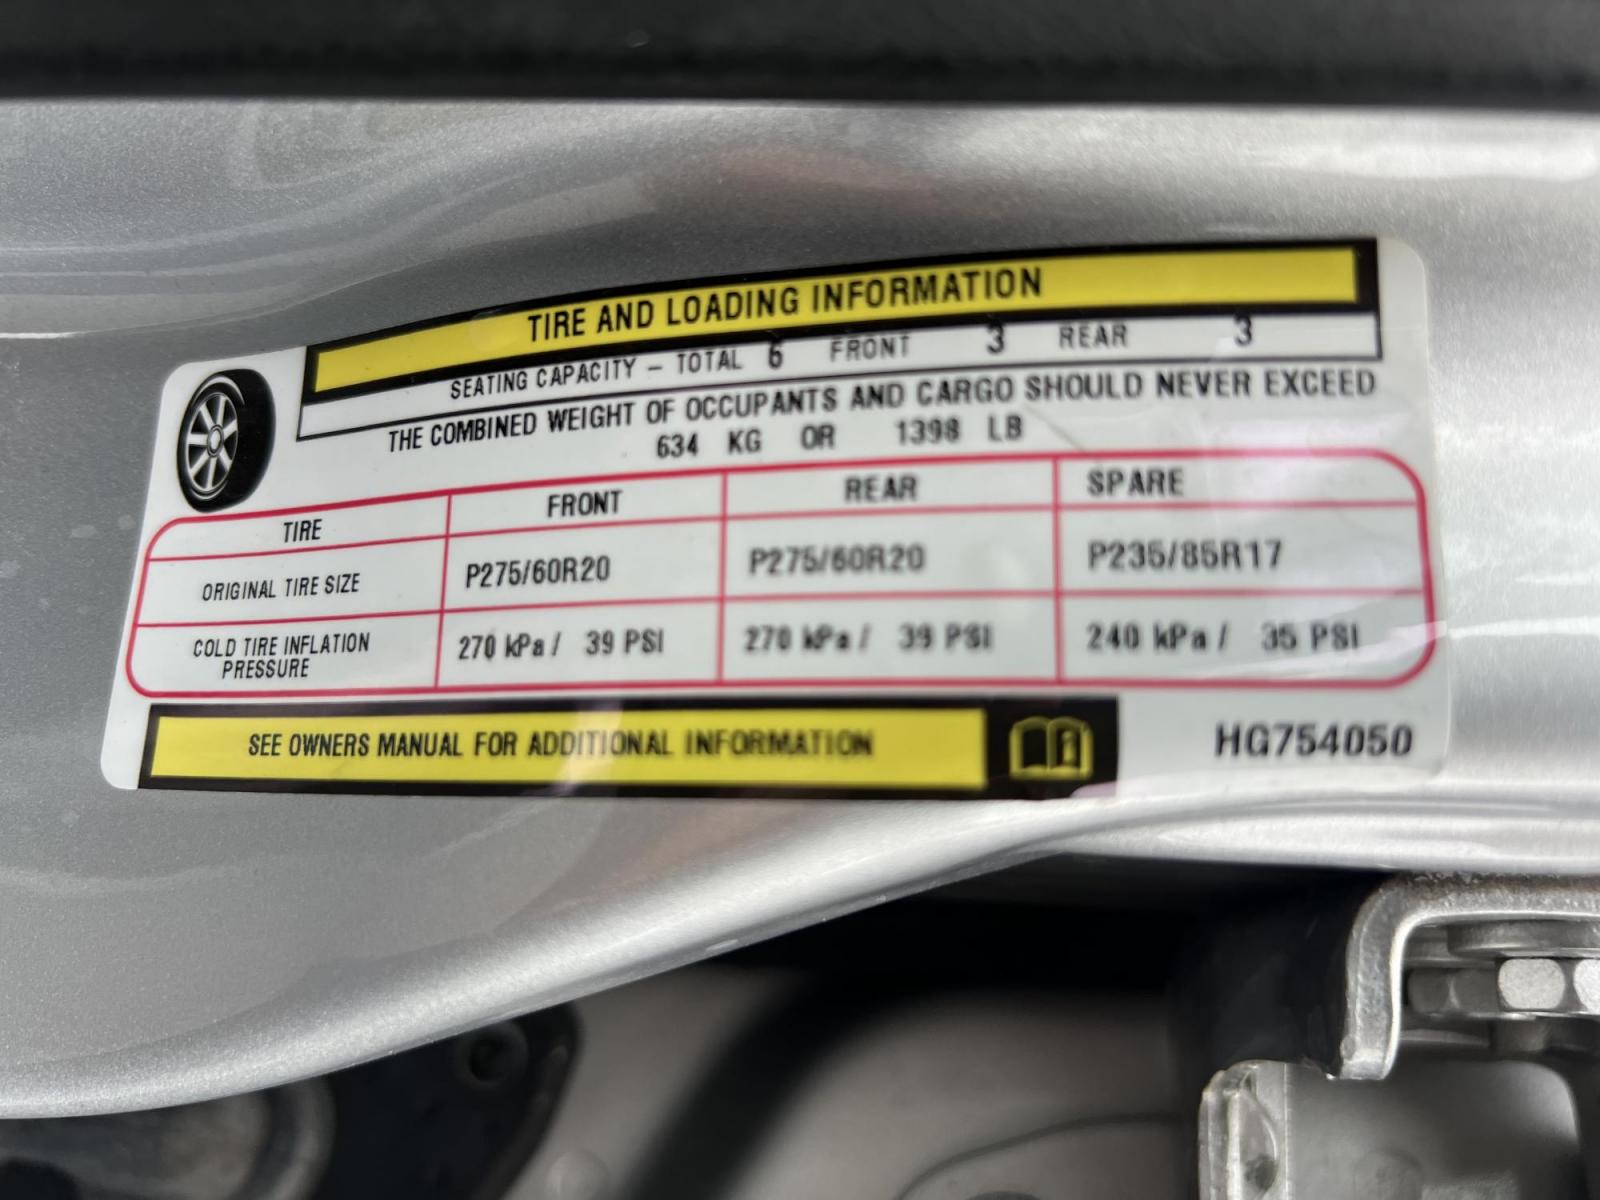 TIRE AND LOADING INFORMATION
SEATING CAPACITY – TOTAL 6 FRONT 3 REAR 3
THE COMBINED WEIGHT OF OCCUPANTS AND CARGO SHOULD NEVER EXCEED
634 KG OR 1398 LB
TIRE FRONT REAR SPARE
ORIGINAL TIRE SIZE P275/60R20 P275/60R20 P235/85R17
COLD TIRE INFLATION PRESSURE 270 kPa / 39 PSI 270 kPa / 39 PSI 240 kPa / 35 PSI
SEE OWNERS MANUAL FOR ADDITIONAL INFORMATION
HG754050